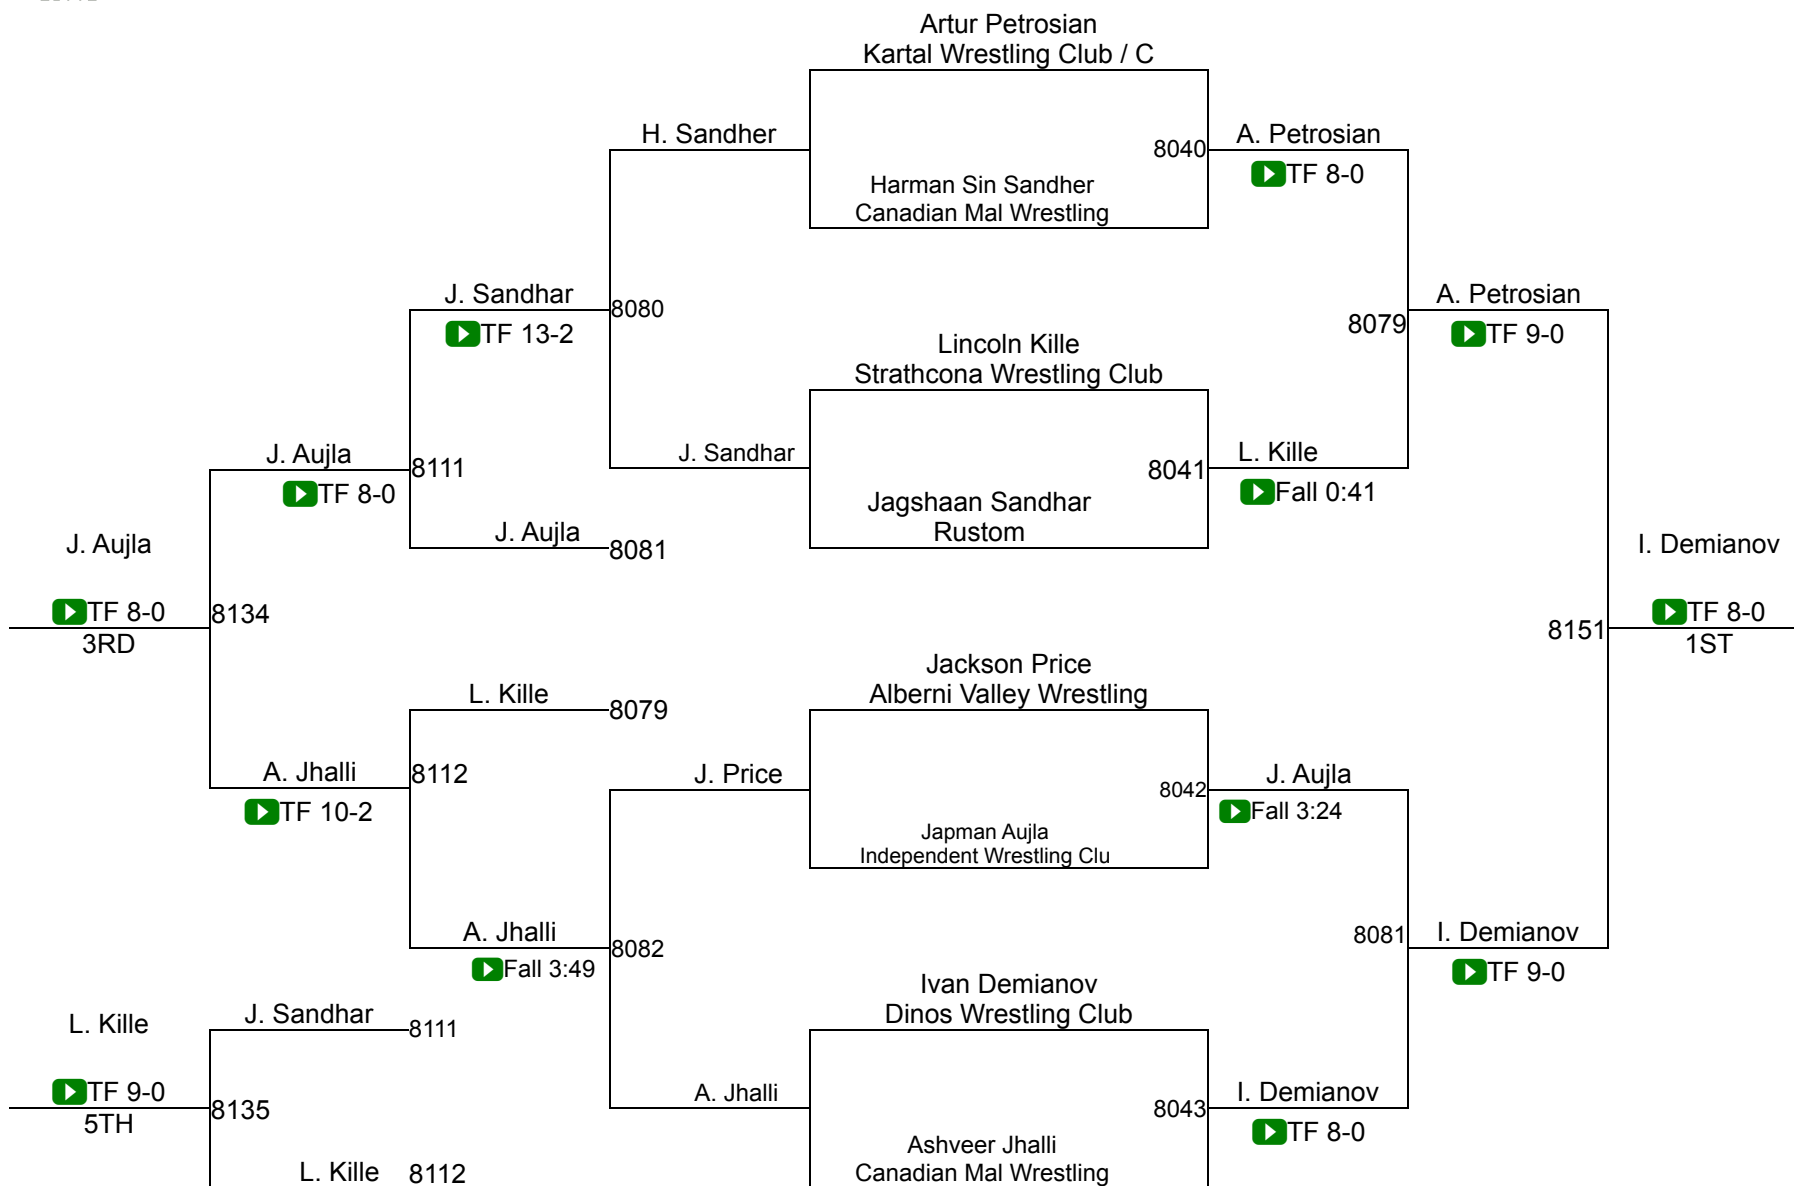 Artur Petrosian
Kartal Wrestling Club / C
H. Sandher
8040
A. Petrosian
TF 8-0
Harman Sin Sandher
Canadian Mal Wrestling
J. Sandhar
8080
TF 13-2
A. Petrosian
8079
TF 9-0
Lincoln Kille
Strathcona Wrestling Club
J. Aujla
8111
TF 8-0
J. Sandhar
8041
L. Kille
Fall 0:41
Jagshaan Sandhar
Rustom
J. Aujla
8081
J. Aujla
TF 8-0
8134
3RD
I. Demianov
8151
TF 8-0
1ST
Jackson Price
Alberni Valley Wrestling
L. Kille
8079
A. Jhalli
8112
TF 10-2
J. Price
8042
J. Aujla
Fall 3:24
Japman Aujla
Independent Wrestling Clu
A. Jhalli
8082
Fall 3:49
8081
I. Demianov
TF 9-0
Ivan Demianov
Dinos Wrestling Club
L. Kille
J. Sandhar
8111
TF 9-0
8135
5TH
A. Jhalli
8043
I. Demianov
TF 8-0
Ashveer Jhalli
Canadian Mal Wrestling
L. Kille
8112